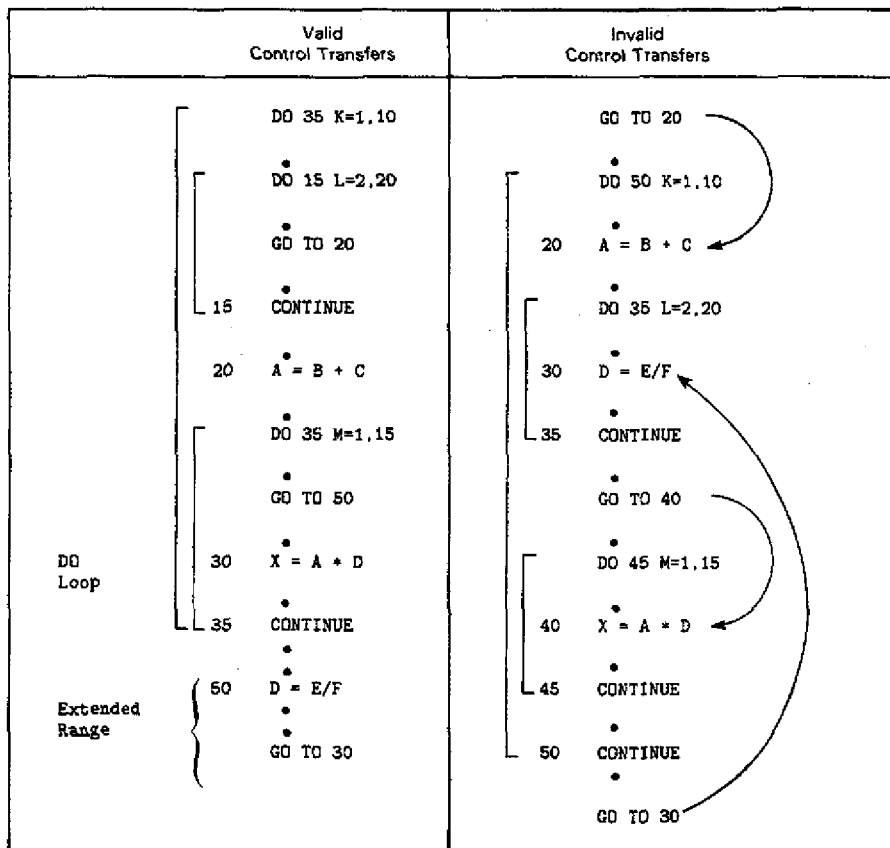 Valid
Control Transfers
DO 35 K=1,10
DO 15 L=2,20
GO TO 20
15 CONTINUE
20 A = B + C
DO 35 M=1,15
GO TO 50
DO
Loop
30 X = A * D
35 CONTINUE
50 D = E/F
Extended
Range
GO TO 30
Invalid
Control Transfers
GO TO 20
DO 50 K=1,10
20 A = B + C
DO 35 L=2,20
30 D = E/F
35 CONTINUE
GO TO 40
DO 45 M=1,15
40 X = A * D
45 CONTINUE
50 CONTINUE
GO TO 30